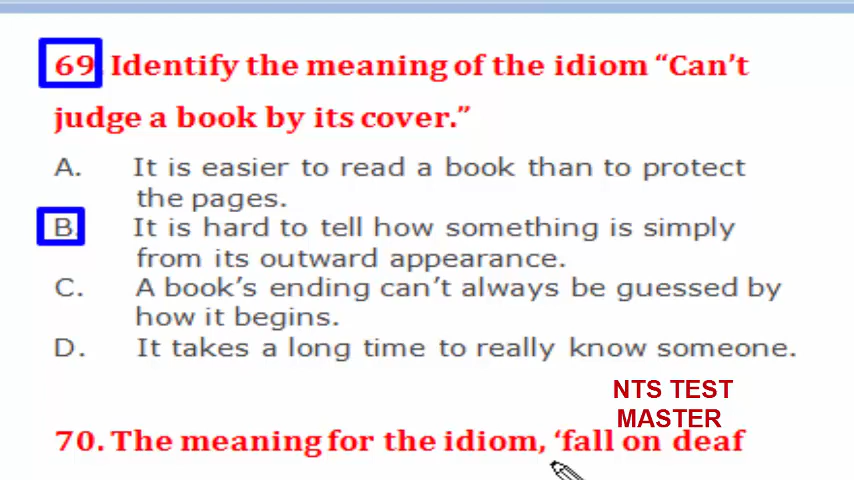 69. Identify the meaning of the idiom “Can’t
judge a book by its cover.”
A. It is easier to read a book than to protect
the pages.
B. It is hard to tell how something is simply
from its outward appearance.
C. A book’s ending can’t always be guessed by
how it begins.
D. It takes a long time to really know someone.
NTS TEST
MASTER
70. The meaning for the idiom, ‘fall on deaf